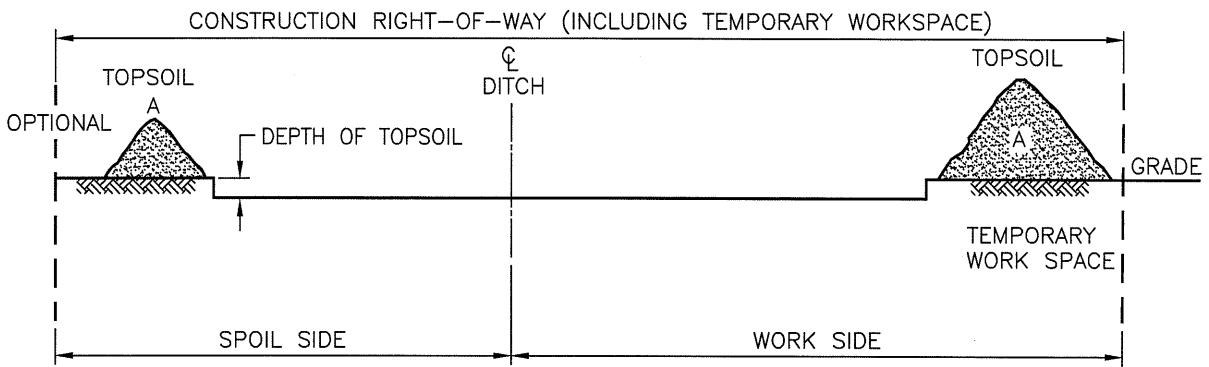 CONSTRUCTION RIGHT-OF-WAY (INCLUDING TEMPORARY WORKSPACE)
℄
DITCH
TOPSOIL
A
TOPSOIL
A
OPTIONAL
DEPTH OF TOPSOIL
GRADE
TEMPORARY
WORK SPACE
SPOIL SIDE
WORK SIDE